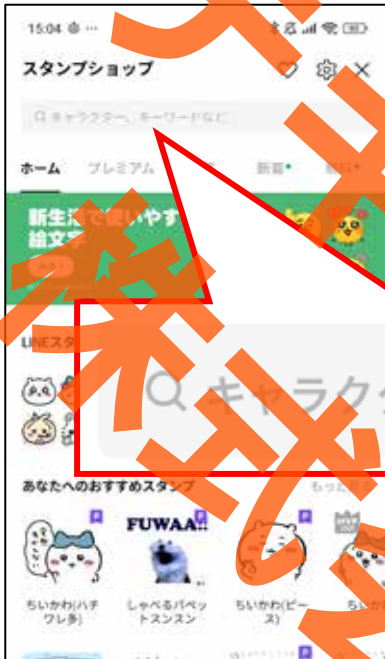 15:04
スタンプショップ
キャラクター、キーワードなど
ホーム プレミアム 新着
新生活で使いやす
絵文字
LINEスタ
キャラク
あなたへのおすすめスタンプ もっと見る
FUWAA!!
ちいかわ(ハチ
ワレ多)
しゃべるパペッ
トスンスン
ちいかわ(ピー
ス)
ちいか